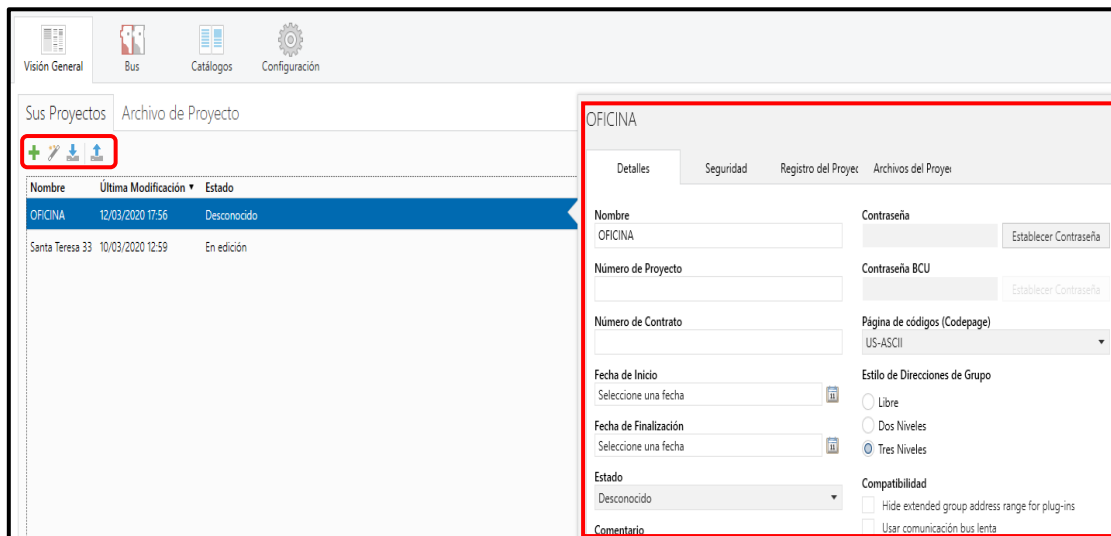 Visión General
Bus
Catálogos
Configuración
Sus Proyectos
Archivo de Proyecto
Nombre
Última Modificación
Estado
OFICINA
12/03/2020 17:56
Desconocido
Santa Teresa 33
10/03/2020 12:59
En edición
OFICINA
Detalles
Seguridad
Registro del Proyec
Archivos del Proye
Nombre
OFICINA
Número de Proyecto
Número de Contrato
Fecha de Inicio
Seleccione una fecha
11
Fecha de Finalización
Seleccione una fecha
11
Estado
Desconocido
Comentario
Contraseña
Establecer Contraseña
Contraseña BCU
Establecer Contraseña
Página de códigos (Codepage)
US-ASCII
Estilo de Direcciones de Grupo
Libre
Dos Niveles
Tres Niveles
Compatibilidad
Hide extended group address range for plug-ins
Usar comunicación bus lenta